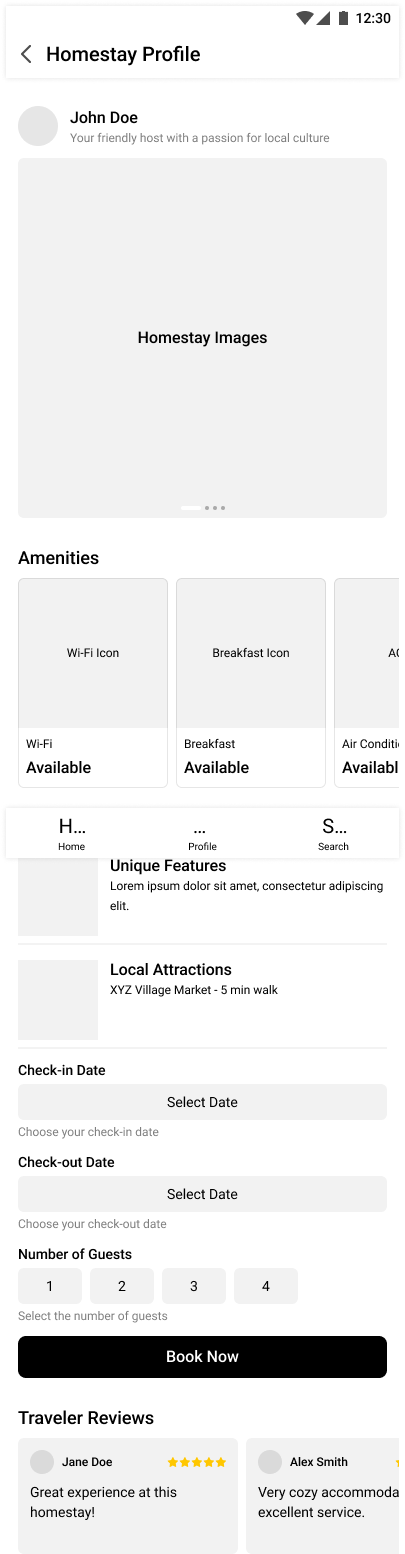 12:30
Homestay Profile
John Doe
Your friendly host with a passion for local culture
Homestay Images
Amenities
Wi-Fi Icon
Breakfast Icon
AC
Wi-Fi
Breakfast
Air Conditi
Available
Available
Availabl
H...
...
S...
Home
Profile
Search
Unique Features
Lorem ipsum dolor sit amet, consectetur adipiscing
elit.
Local Attractions
XYZ Village Market - 5 min walk
Check-in Date
Select Date
Choose your check-in date
Check-out Date
Select Date
Choose your check-out date
Number of Guests
1
2
3
4
Select the number of guests
Book Now
Traveler Reviews
Jane Doe
Great experience at this
homestay!
Alex Smith
Very cozy accommoda
excellent service.